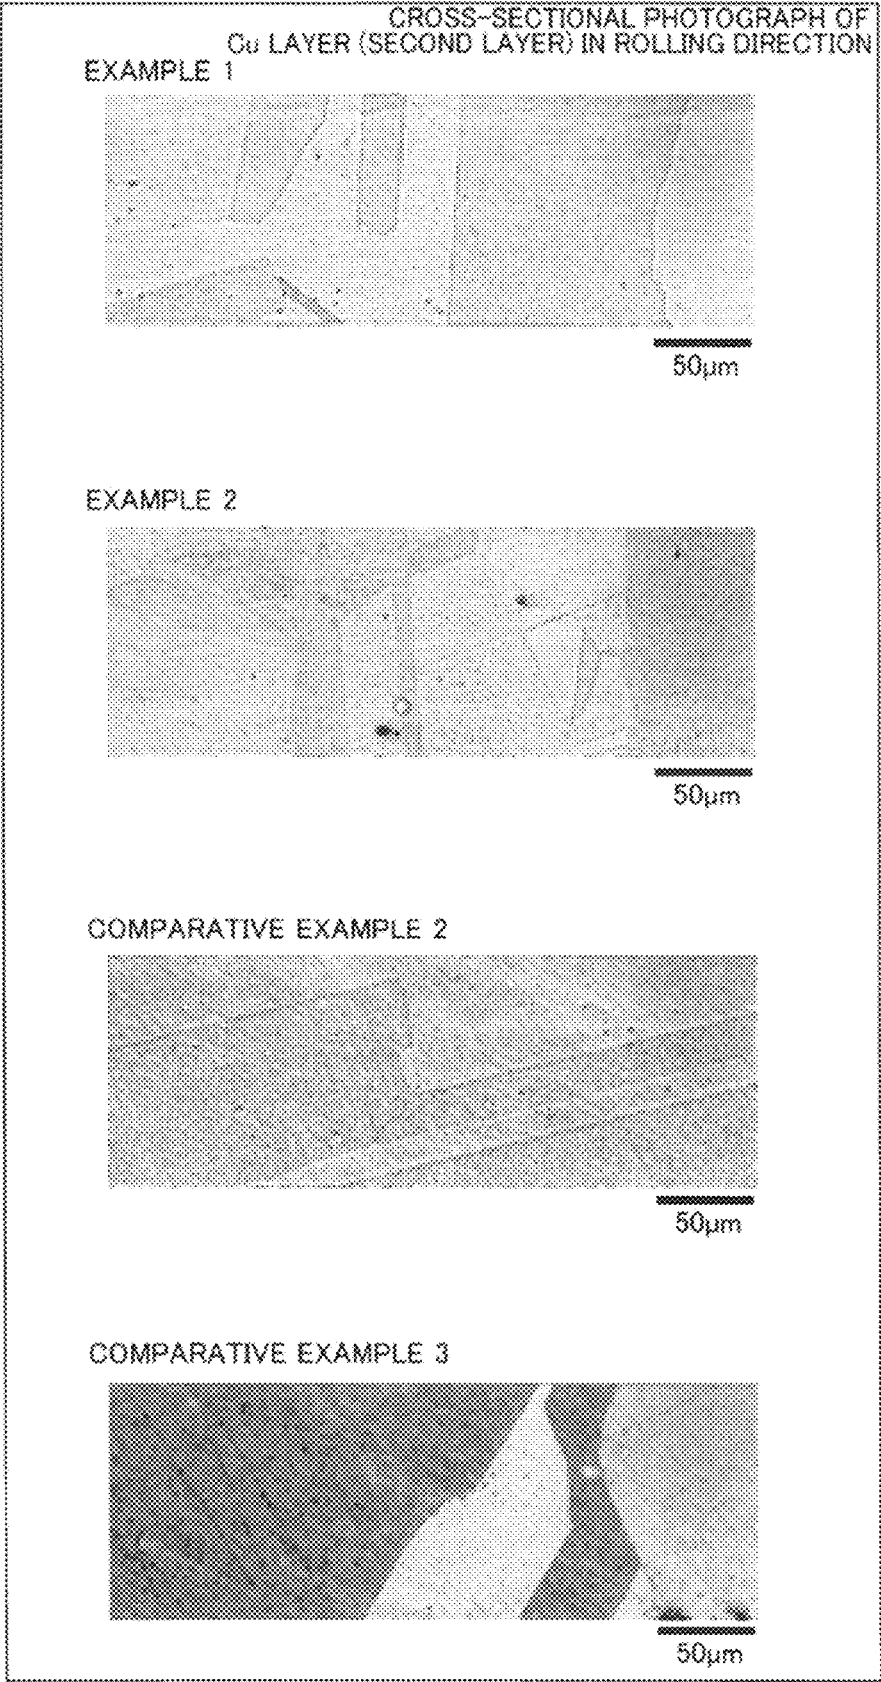 CROSS-SECTIONAL PHOTOGRAPH OF
Cu LAYER (SECOND LAYER) IN ROLLING DIRECTION
EXAMPLE 1
50μm
EXAMPLE 2
50μm
COMPARATIVE EXAMPLE 2
50μm
COMPARATIVE EXAMPLE 3
50μm